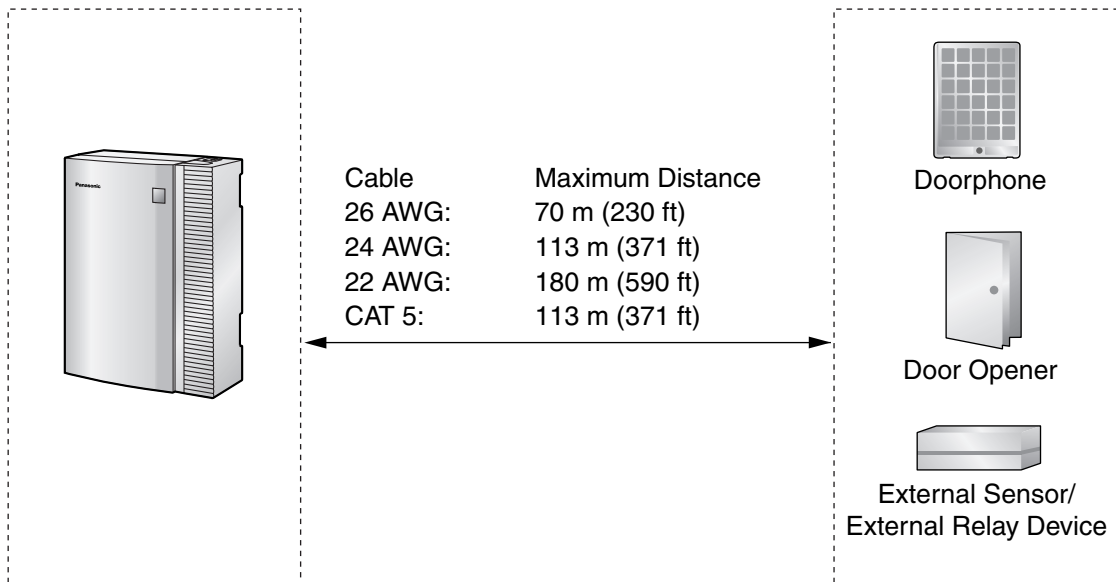 Panasonic
Cable Maximum Distance
26 AWG: 70 m (230 ft)
24 AWG: 113 m (371 ft)
22 AWG: 180 m (590 ft)
CAT 5: 113 m (371 ft)
Doorphone
Door Opener
External Sensor/
External Relay Device